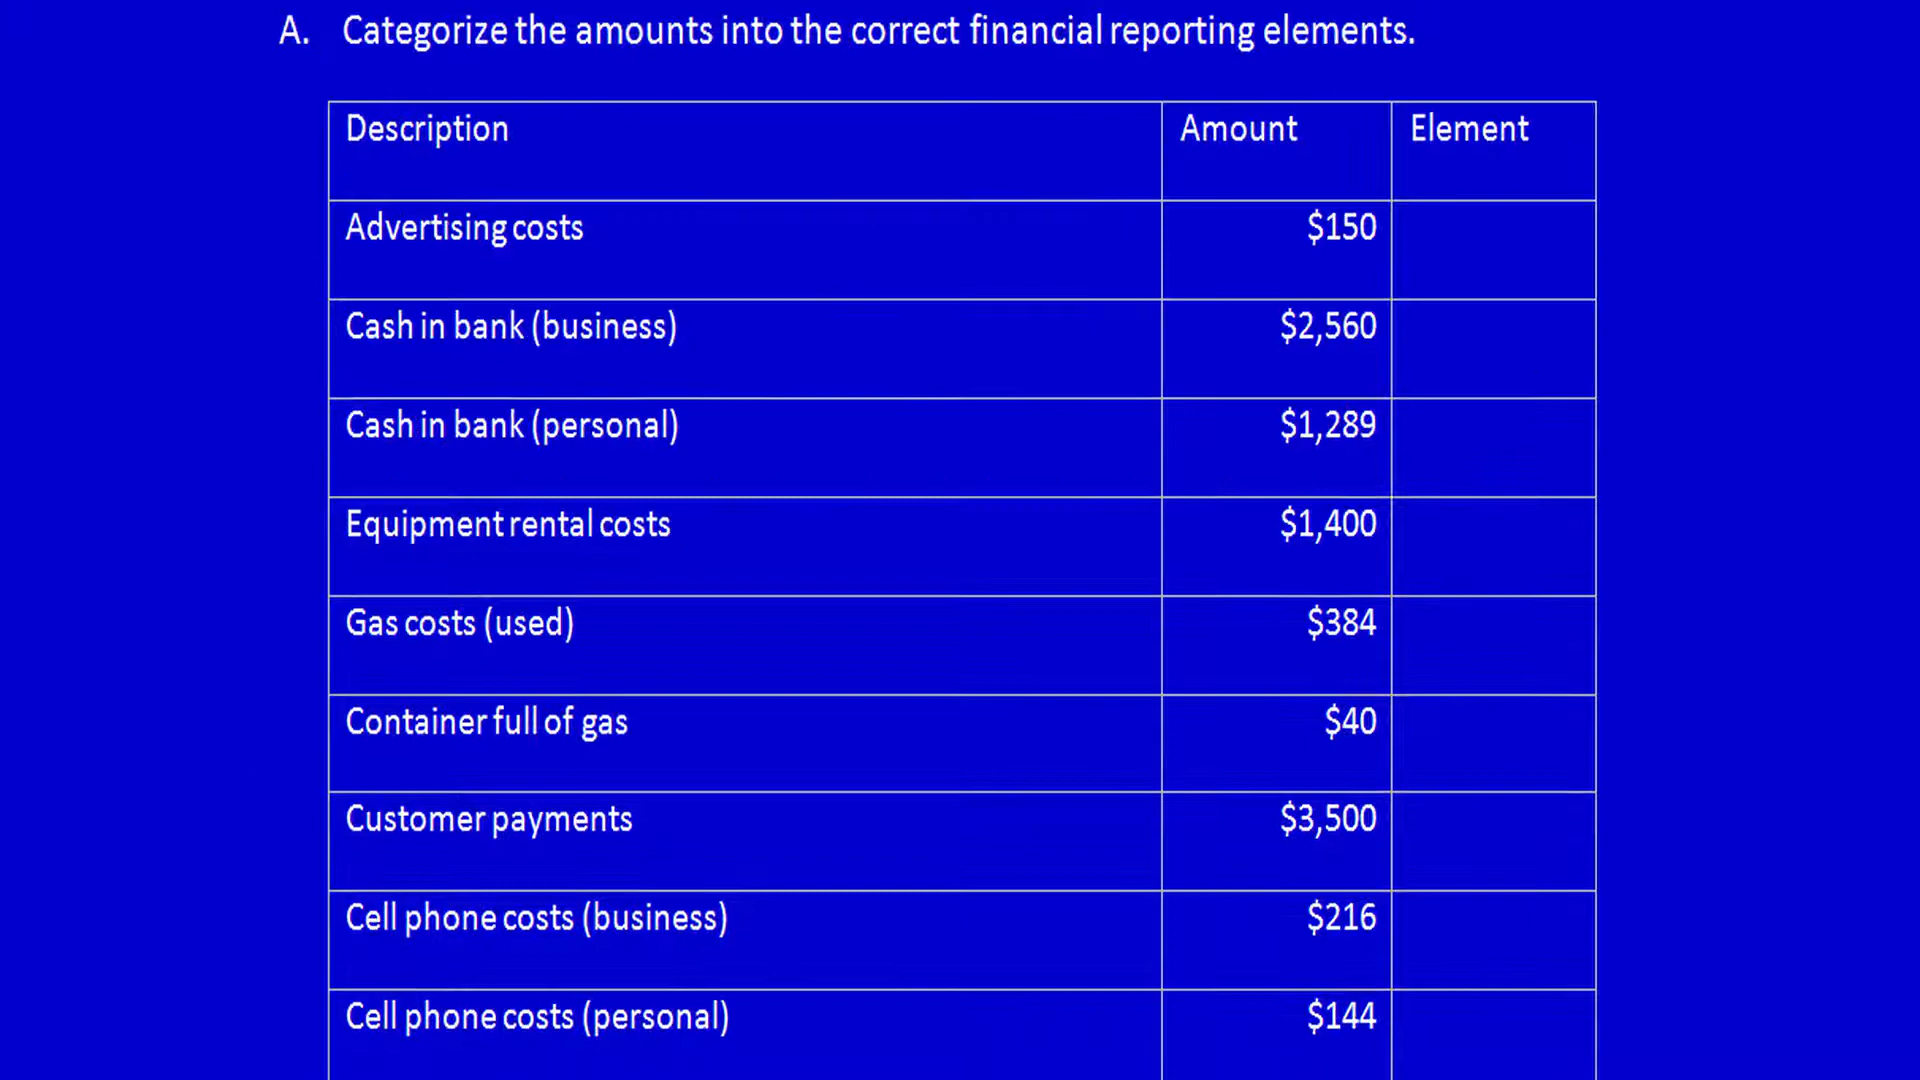 A. Categorize the amounts into the correct financial reporting elements.
Description Amount Element
Advertising costs $150
Cash in bank (business) $2,560
Cash in bank (personal) $1,289
Equipment rental costs $1,400
Gas costs (used) $384
Container full of gas $40
Customer payments $3,500
Cell phone costs (business) $216
Cell phone costs (personal) $144